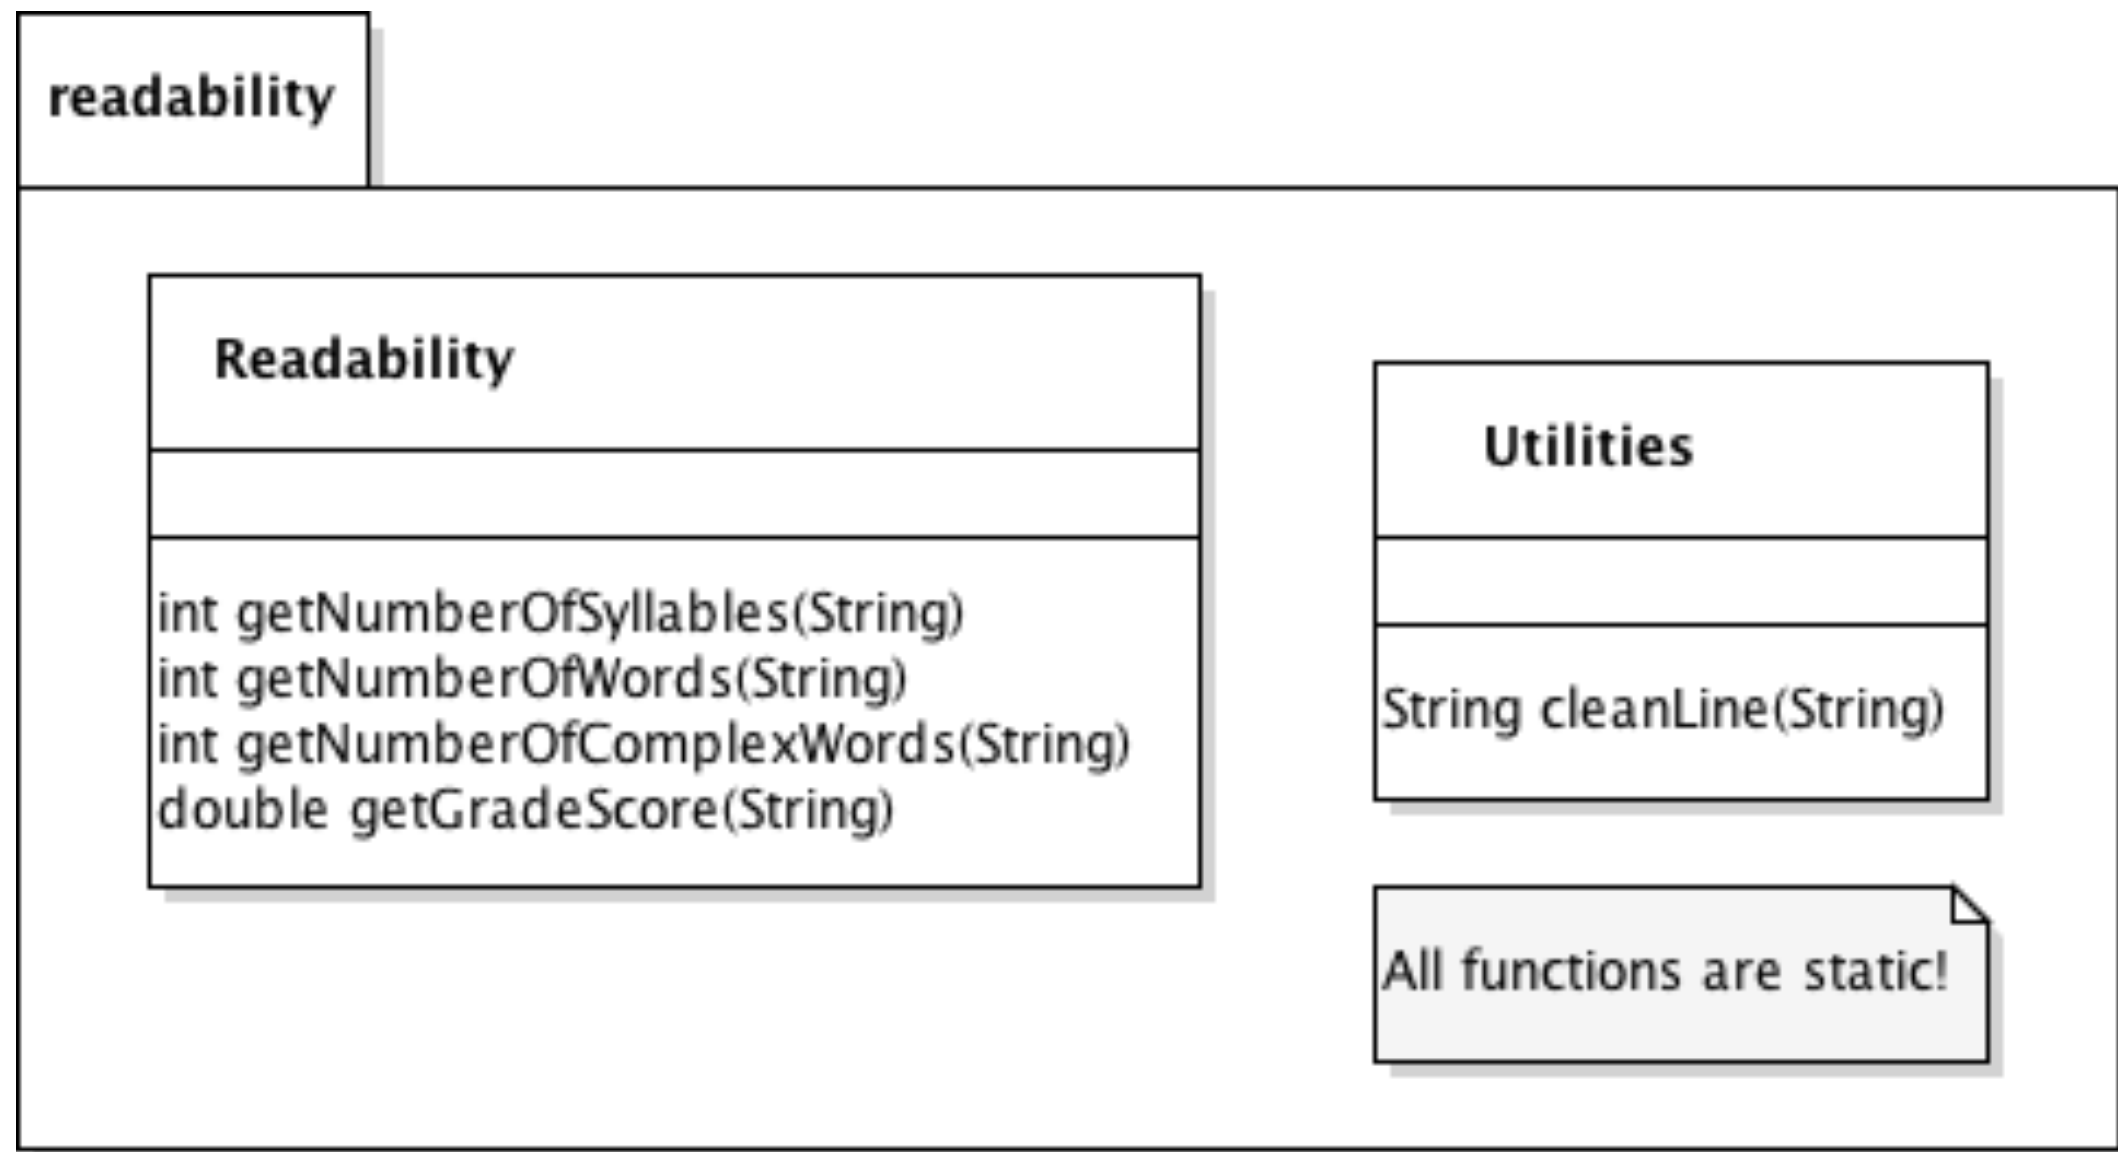 readability
Readability
int getNumberOfSyllables(String)
int getNumberOfWords(String)
int getNumberOfComplexWords(String)
double getGradeScore(String)
Utilities
String cleanLine(String)
All functions are static!